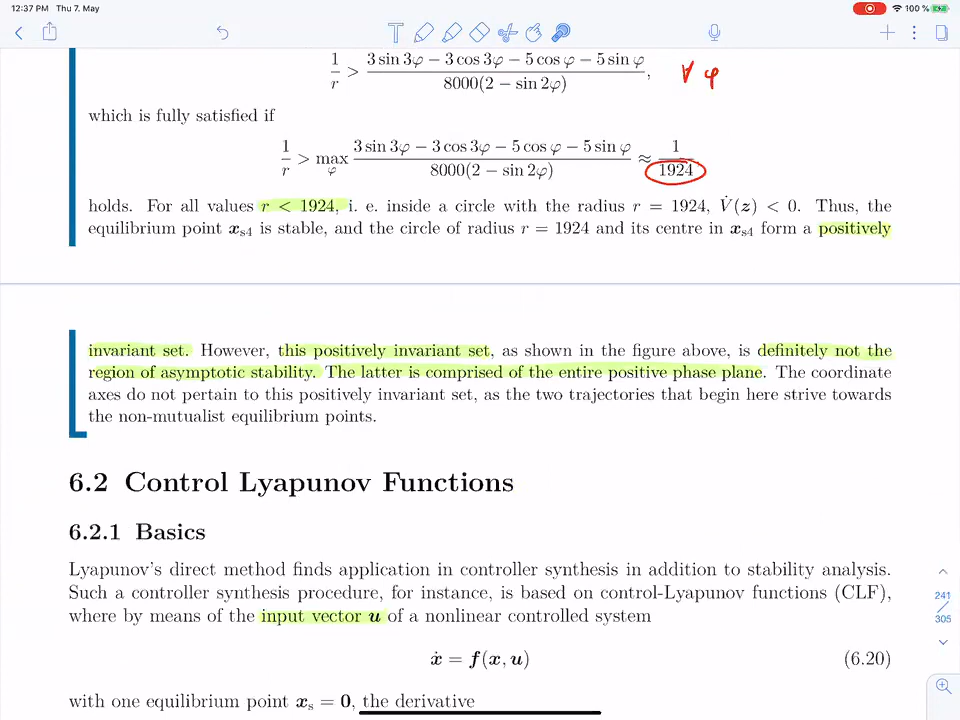 12:37 PM Thu 7. May 100 %
1/r > (3 sin 3φ − 3 cos 3φ − 5 cos φ − 5 sin φ)/(8000(2 − sin 2φ)), ∀ φ
which is fully satisfied if
1/r > max_φ (3 sin 3φ − 3 cos 3φ − 5 cos φ − 5 sin φ)/(8000(2 − sin 2φ)) ≈ 1/1924
holds. For all values r < 1924, i. e. inside a circle with the radius r = 1924, V̇(z) < 0. Thus, the
equilibrium point x_s4 is stable, and the circle of radius r = 1924 and its centre in x_s4 form a positively
invariant set. However, this positively invariant set, as shown in the figure above, is definitely not the
region of asymptotic stability. The latter is comprised of the entire positive phase plane. The coordinate
axes do not pertain to this positively invariant set, as the two trajectories that begin here strive towards
the non-mutualist equilibrium points.
6.2 Control Lyapunov Functions
6.2.1 Basics
Lyapunov's direct method finds application in controller synthesis in addition to stability analysis.
Such a controller synthesis procedure, for instance, is based on control-Lyapunov functions (CLF),
where by means of the input vector u of a nonlinear controlled system
ẋ = f(x, u) (6.20)
with one equilibrium point x_s = 0, the derivative
241
/
305